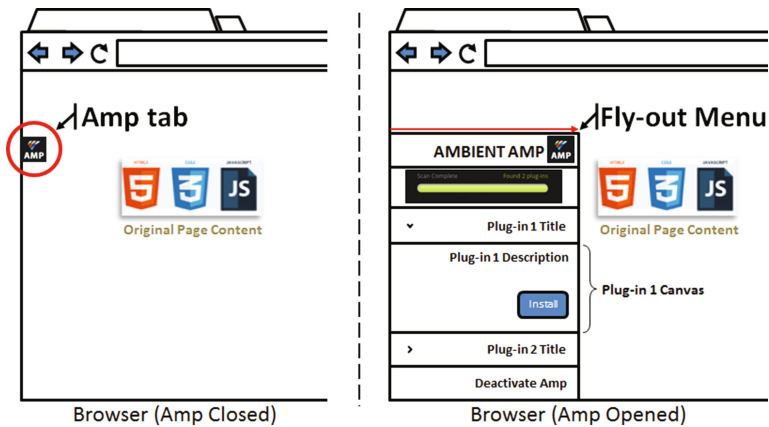 Amp tab
AMP
HTML5 CSS3 JAVASCRIPT
5 3 JS
Original Page Content
Browser (Amp Closed)
Fly-out Menu
AMBIENT AMP AMP
Scan Complete Found 2 plug-ins
HTML5 CSS3 JAVASCRIPT
5 3 JS
Original Page Content
Plug-in 1 Title
Plug-in 1 Description
Install
Plug-in 1 Canvas
Plug-in 2 Title
Deactivate Amp
Browser (Amp Opened)